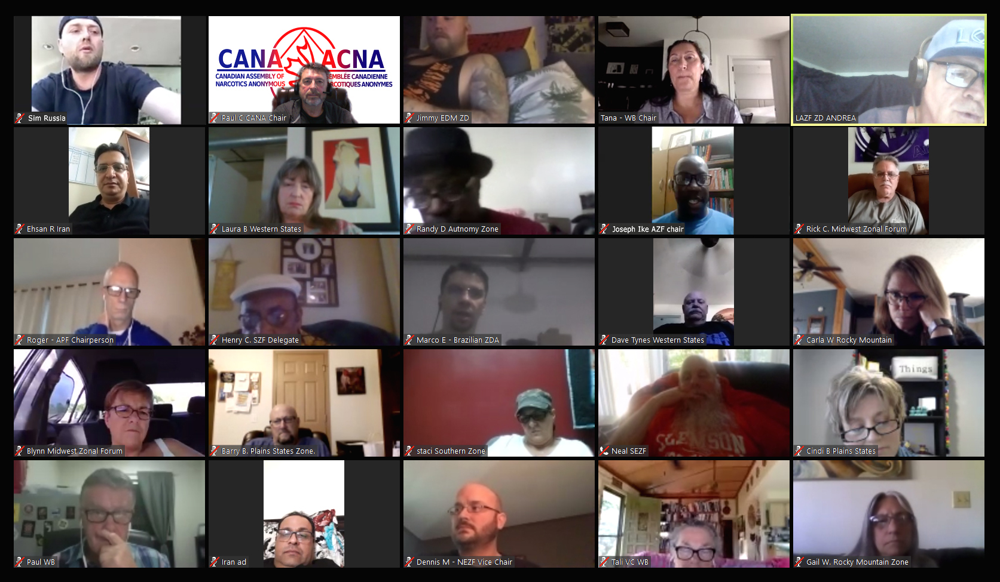 Sim Russia
CANA ACNA
CANADIAN ASSEMBLY OF
EMBLÉE CANADIENNE
NARCOTICS ANONYMOUS
RCOTIQUES ANONYMES
Paul C CANA Chair
Jimmy EDM ZD
Tana - WB Chair
LAZF ZD ANDREA
Ehsan R Iran
Laura B Western States
Randy D Autnomy Zone
Joseph Ike AZF chair
Rick C. Midwest Zonal Forum
Roger - APF Chairperson
Henry C. SZF Delegate
Marco E - Brazilian ZDA
Dave Tynes Western States
Carla W Rocky Mountain
Blynn Midwest Zonal Forum
Barry B. Plains States Zone.
staci Southern Zone
Neal SEZF
Things
Cindi B Plains States
Paul WB
Iran ad
Dennis M - NEZF Vice Chair
Tali VC WB
Gail W. Rocky Mountain Zone